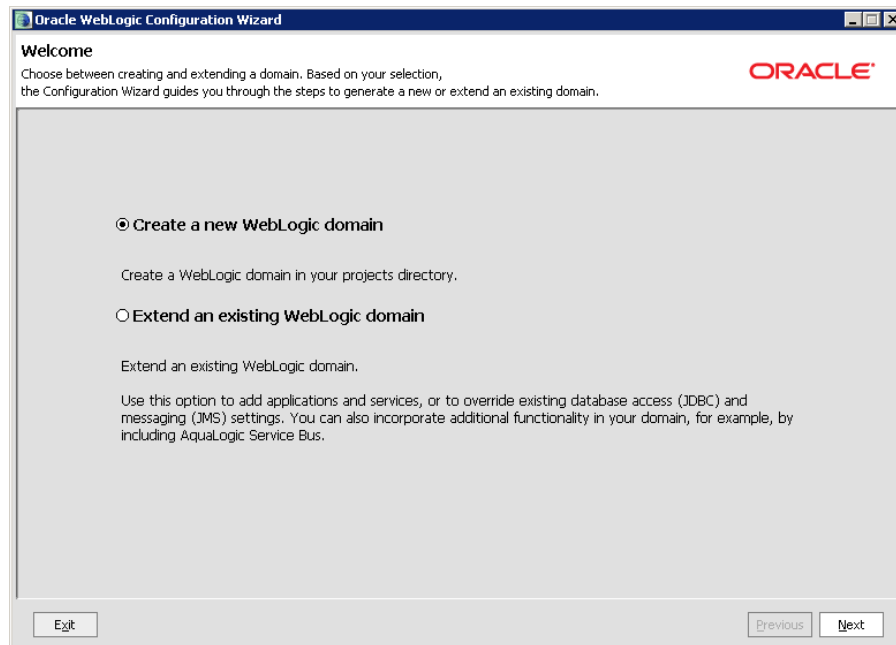 Oracle WebLogic Configuration Wizard
Welcome
Choose between creating and extending a domain. Based on your selection,
the Configuration Wizard guides you through the steps to generate a new or extend an existing domain.
ORACLE
Create a new WebLogic domain
Create a WebLogic domain in your projects directory.
Extend an existing WebLogic domain
Extend an existing WebLogic domain.
Use this option to add applications and services, or to override existing database access (JDBC) and
messaging (JMS) settings. You can also incorporate additional functionality in your domain, for example, by
including AquaLogic Service Bus.
Exit
Previous
Next